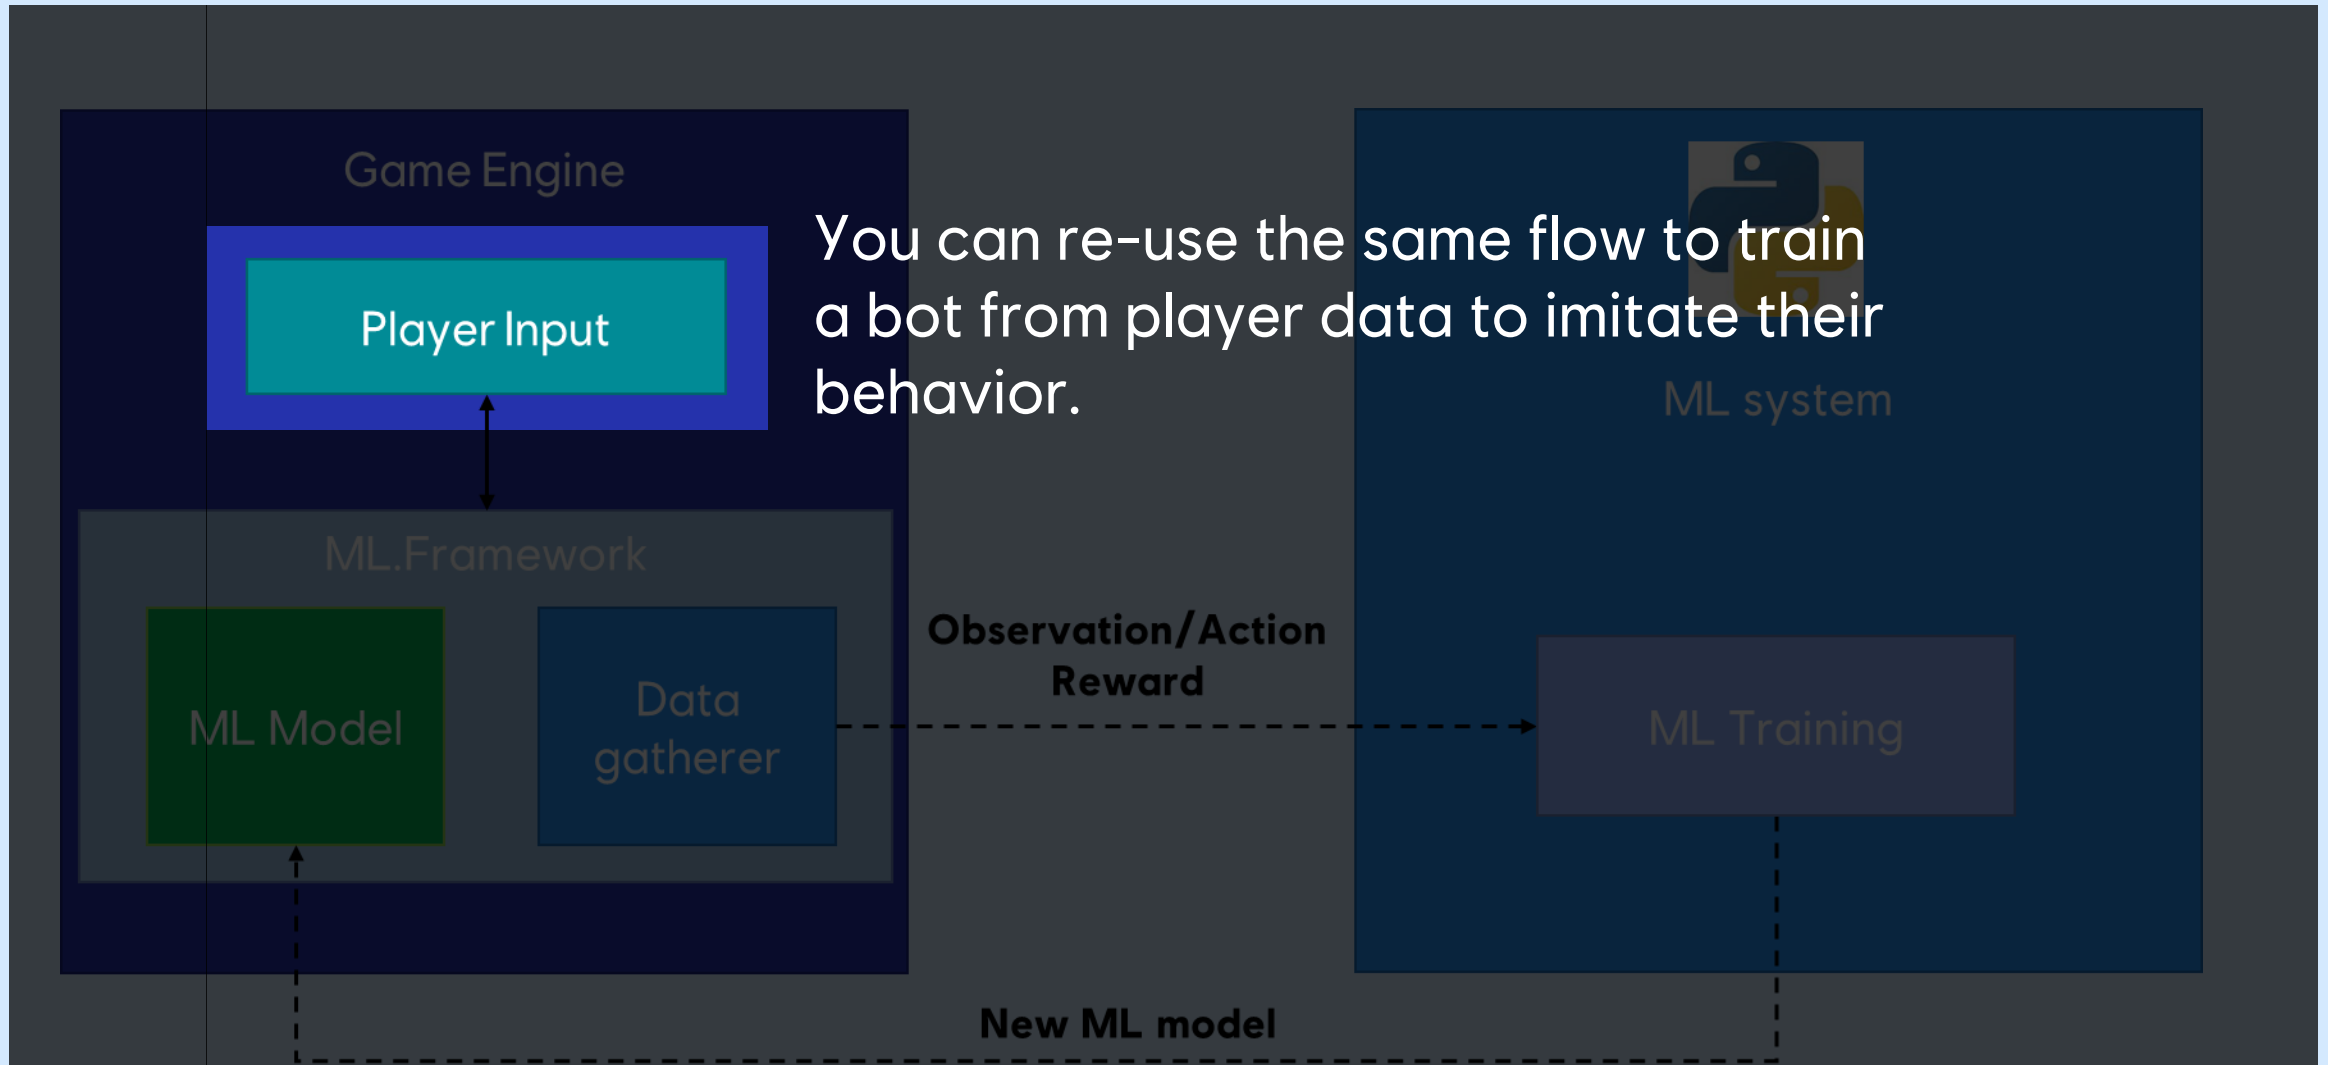 Game Engine
Player Input
You can re-use the same flow to train
a bot from player data to imitate their
behavior.
ML system
ML.Framework
ML Model
Data
gatherer
Observation/Action
Reward
ML Training
New ML model